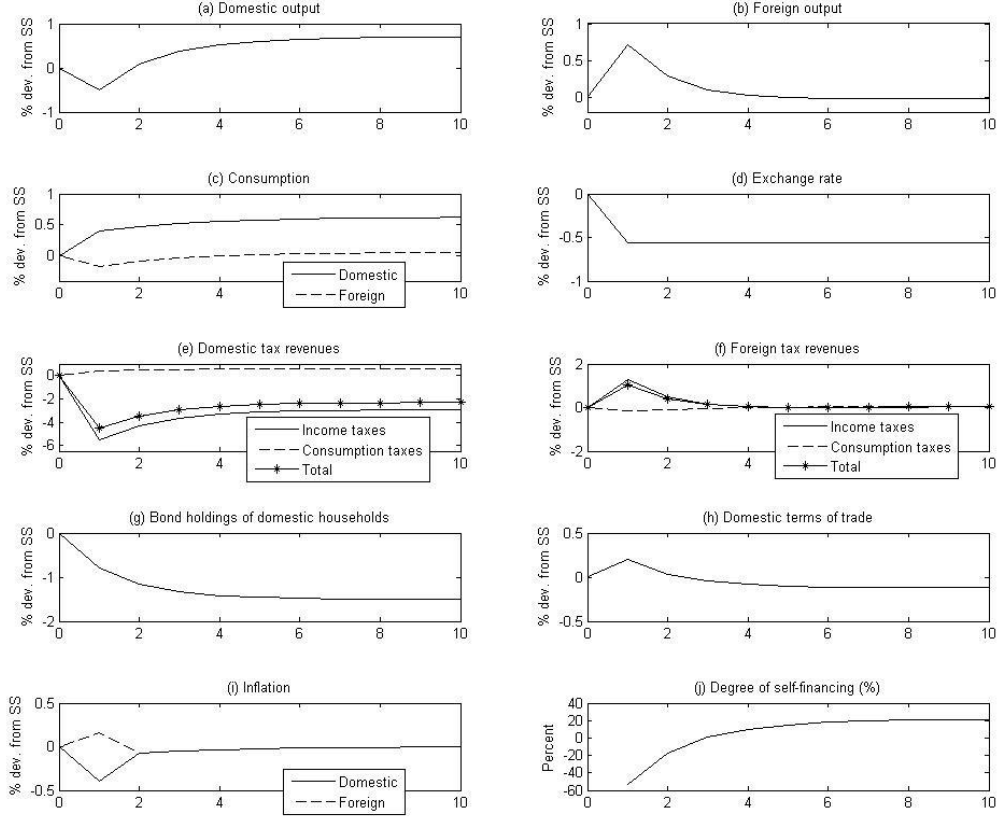 (a) Domestic output
% dev. from SS
1
0
-1
0 2 4 6 8 10
(b) Foreign output
% dev. from SS
1
0.5
0
0 2 4 6 8 10
(c) Consumption
% dev. from SS
1
0.5
0
0 2 4 6 8 10
Domestic
Foreign
(d) Exchange rate
% dev. from SS
0
-0.5
-1
0 2 4 6 8 10
(e) Domestic tax revenues
% dev. from SS
0
-2
-4
-6
0 2 4 6 8 10
Income taxes
Consumption taxes
Total
(f) Foreign tax revenues
% dev. from SS
2
0
-2
0 2 4 6 8 10
Income taxes
Consumption taxes
Total
(g) Bond holdings of domestic households
% dev. from SS
0
-1
-2
0 2 4 6 8 10
(h) Domestic terms of trade
% dev. from SS
0.5
0
-0.5
0 2 4 6 8 10
(i) Inflation
% dev. from SS
0.5
0
-0.5
0 2 4 6 8 10
Domestic
Foreign
(j) Degree of self-financing (%)
Percent
40
20
0
-20
-40
-60
0 2 4 6 8 10